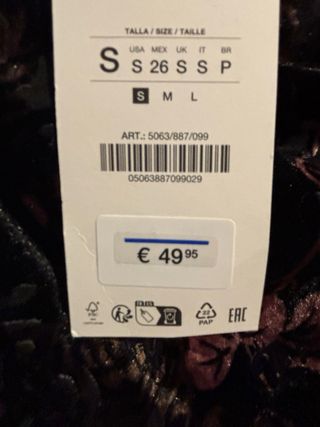 TALLA / SIZE / TAILLE
USA MEX UK IT BR
S S 26 S S P
S M L
ART.: 5063/887/099
05063887099029
€ 49 95
FSC
22
PAP
EAC